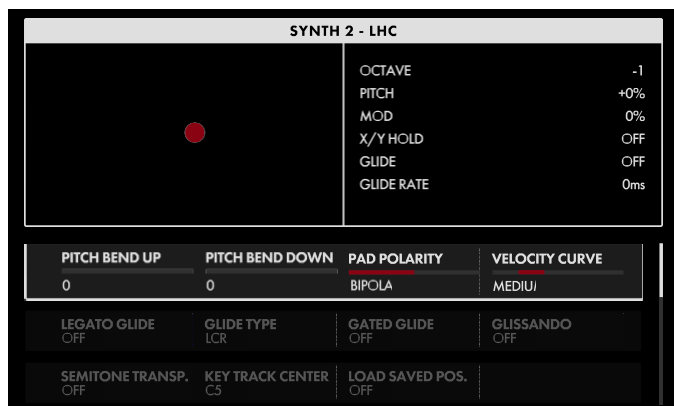 SYNTH 2 - LHC
OCTAVE -1
PITCH +0%
MOD 0%
X/Y HOLD OFF
GLIDE OFF
GLIDE RATE 0ms
PITCH BEND UP PITCH BEND DOWN PAD POLARITY VELOCITY CURVE
0 0 BIPOLA MEDIU
LEGATO GLIDE GLIDE TYPE GATED GLIDE GLISSANDO
OFF LCR OFF OFF
SEMITONE TRANSP. KEY TRACK CENTER LOAD SAVED POS.
OFF C5 OFF